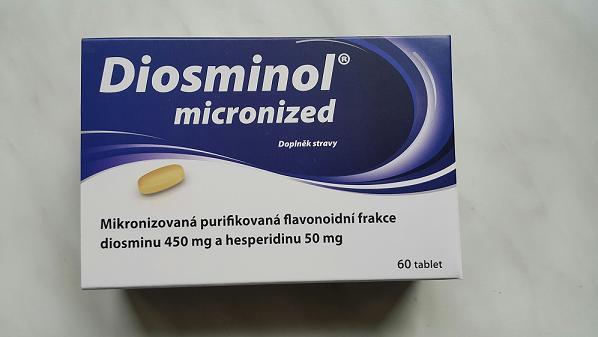 Diosminol®
micronized
Doplněk stravy
Mikronizovaná purifikovaná flavonoidní frakce
diosminu 450 mg a hesperidinu 50 mg
60 tablet